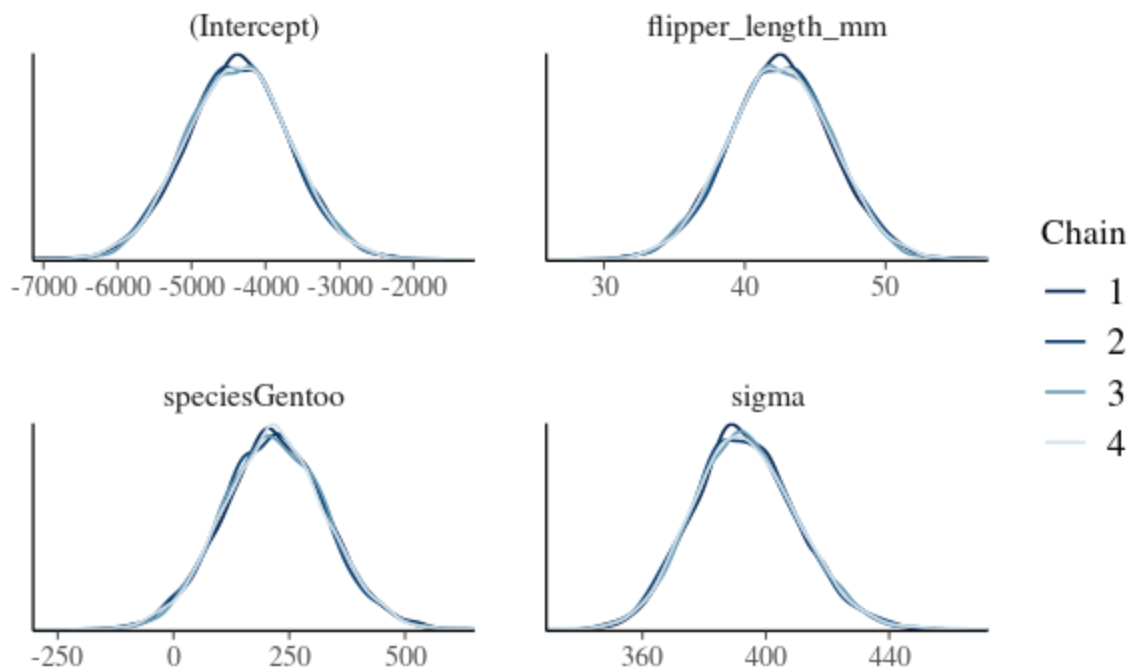 (Intercept)
flipper_length_mm
-7000 -6000 -5000 -4000 -3000 -2000
30 40 50
speciesGentoo
sigma
-250 0 250 500
360 400 440
Chain
1
2
3
4